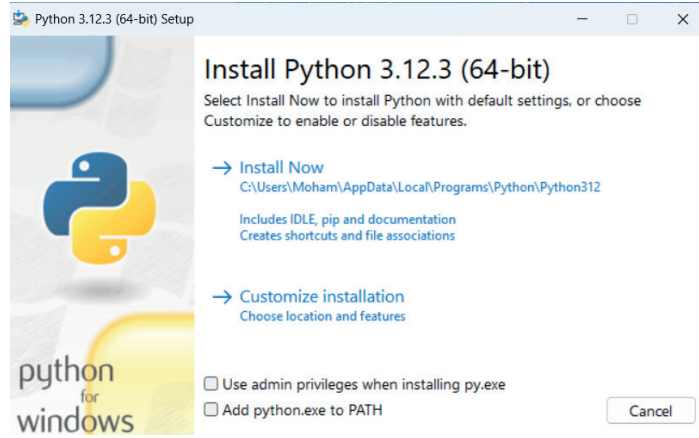 Python 3.12.3 (64-bit) Setup
Install Python 3.12.3 (64-bit)
Select Install Now to install Python with default settings, or choose
Customize to enable or disable features.
Install Now
C:\Users\Moham\AppData\Local\Programs\Python\Python312
Includes IDLE, pip and documentation
Creates shortcuts and file associations
Customize installation
Choose location and features
python
for
windows
Use admin privileges when installing py.exe
Add python.exe to PATH
Cancel